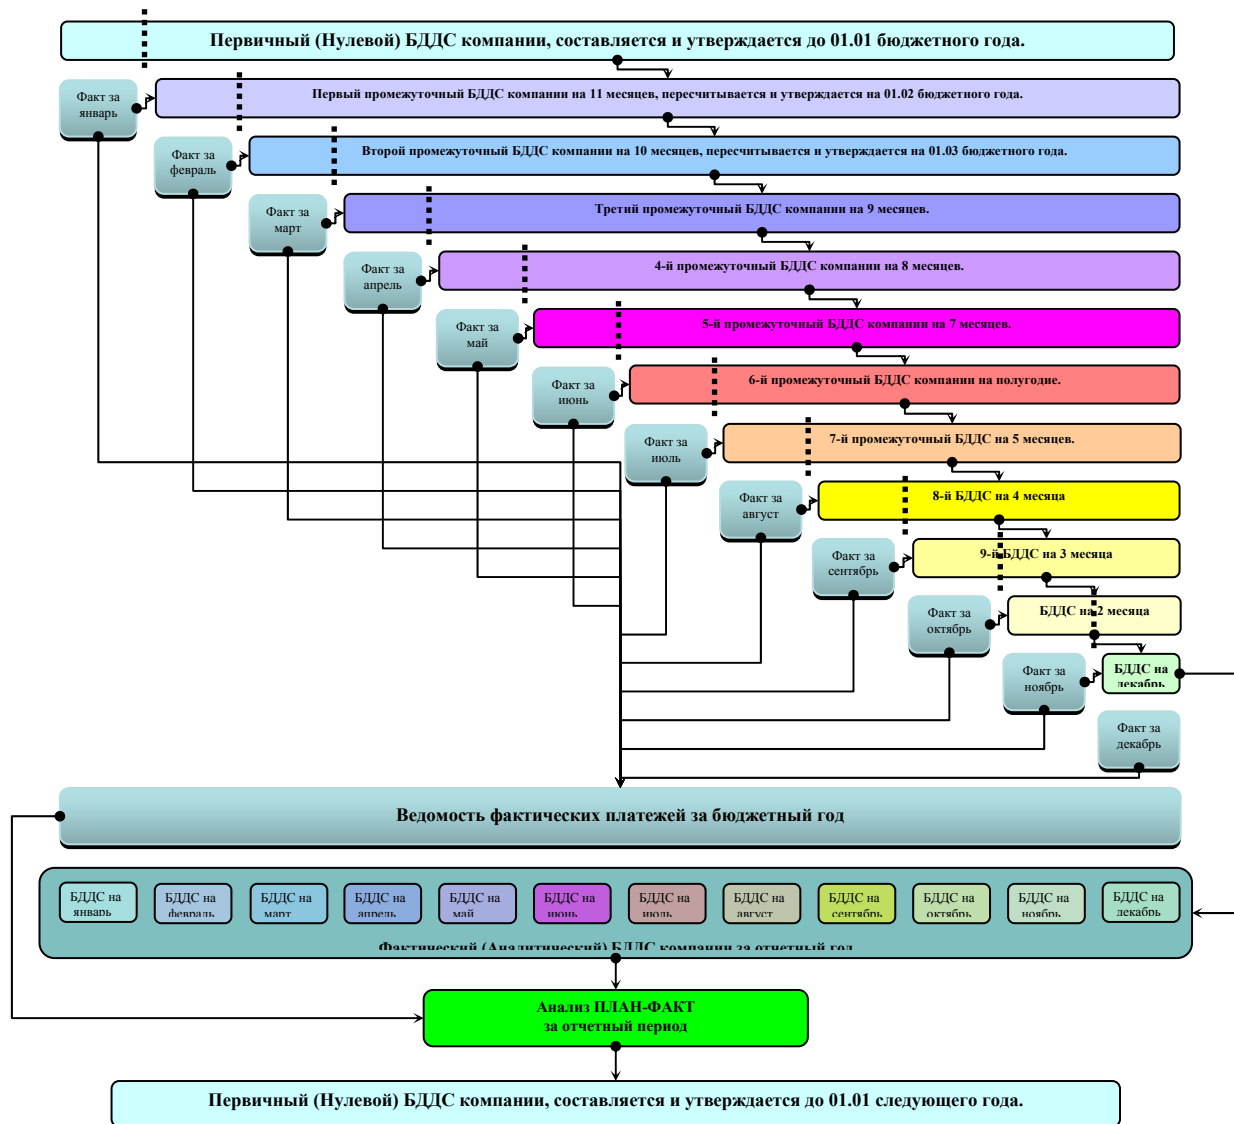 Первичный (Нулевой) БДДС компании, составляется и утверждается до 01.01 бюджетного года.
Факт за
январь
Первый промежуточный БДДС компании на 11 месяцев, пересчитывается и утверждается на 01.02 бюджетного года.
Факт за
февраль
Второй промежуточный БДДС компании на 10 месяцев, пересчитывается и утверждается на 01.03 бюджетного года.
Факт за
март
Третий промежуточный БДДС компании на 9 месяцев.
Факт за
апрель
4-й промежуточный БДДС компании на 8 месяцев.
Факт за
май
5-й промежуточный БДДС компании на 7 месяцев.
Факт за
июнь
6-й промежуточный БДДС компании на полугодие.
Факт за
июль
7-й промежуточный БДДС на 5 месяцев.
Факт за
август
8-й БДДС на 4 месяца
Факт за
сентябрь
9-й БДДС на 3 месяца
Факт за
октябрь
БДДС на 2 месяца
Факт за
ноябрь
БДДС на
декабрь
Факт за
декабрь
Ведомость фактических платежей за бюджетный год
БДДС на
январь
БДДС на
февраль
БДДС на
март
БДДС на
апрель
БДДС на
май
БДДС на
июнь
БДДС на
июль
БДДС на
август
БДДС на
сентябрь
БДДС на
октябрь
БДДС на
ноябрь
БДДС на
декабрь
Фактический (Аналитический) БДДС компании за отчетный год
Анализ ПЛАН-ФАКТ
за отчетный период
Первичный (Нулевой) БДДС компании, составляется и утверждается до 01.01 следующего года.